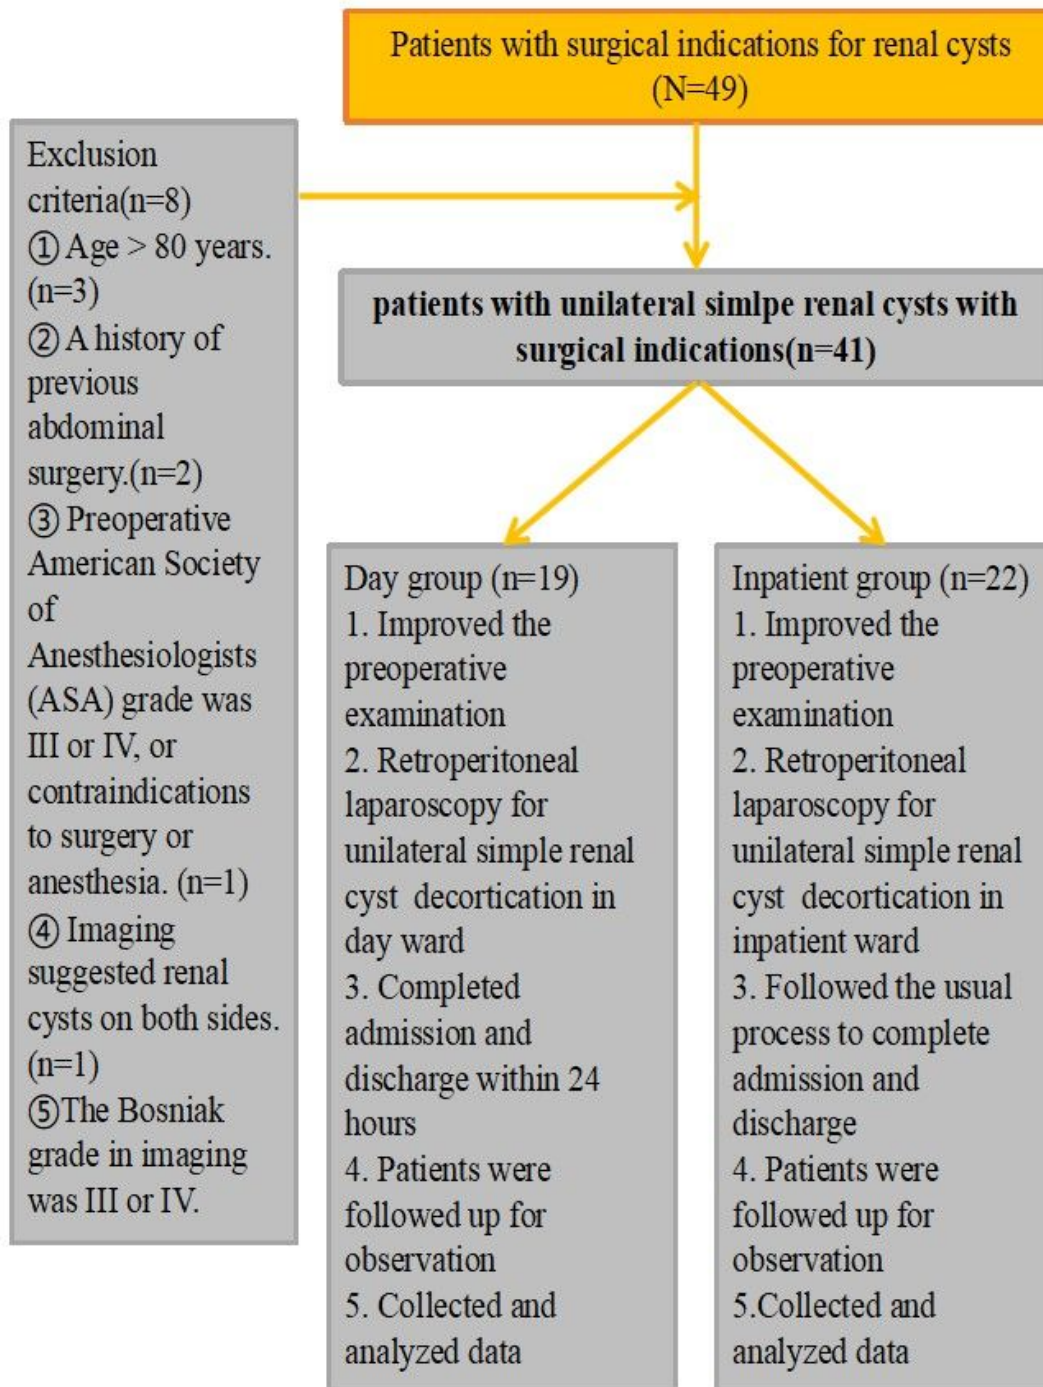 Patients with surgical indications for renal cysts
(N=49)
Exclusion
criteria(n=8)
① Age > 80 years.
(n=3)
② A history of
previous
abdominal
surgery.(n=2)
③ Preoperative
American Society
of
Anesthesiologists
(ASA) grade was
III or IV, or
contraindications
to surgery or
anesthesia. (n=1)
④ Imaging
suggested renal
cysts on both sides.
(n=1)
⑤The Bosniak
grade in imaging
was III or IV.
patients with unilateral simlpe renal cysts with
surgical indications(n=41)
Day group (n=19)
1. Improved the
preoperative
examination
2. Retroperitoneal
laparoscopy for
unilateral simple renal
cyst decortication in
day ward
3. Completed
admission and
discharge within 24
hours
4. Patients were
followed up for
observation
5. Collected and
analyzed data
Inpatient group (n=22)
1. Improved the
preoperative
examination
2. Retroperitoneal
laparoscopy for
unilateral simple renal
cyst decortication in
inpatient ward
3. Followed the usual
process to complete
admission and
discharge
4. Patients were
followed up for
observation
5.Collected and
analyzed data